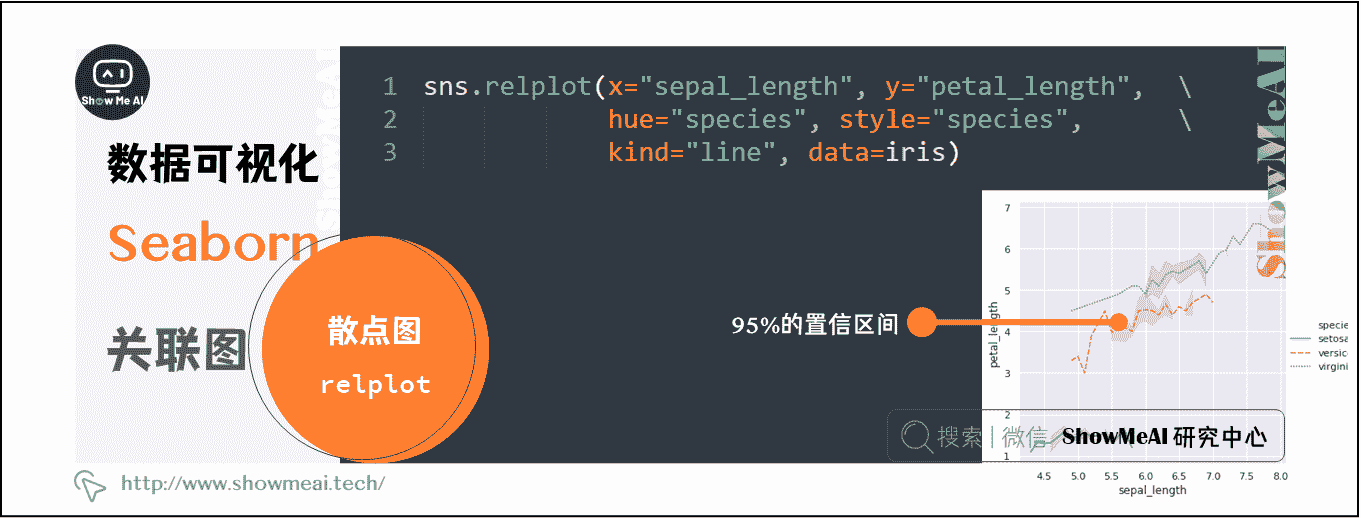 Show Me AI
数据可视化
Seaborn
关联图
散点图
relplot
1 sns.relplot(x="sepal_length", y="petal_length", \
2 hue="species", style="species", \
3 kind="line", data=iris)
ShowMeAI
ShowMeAI
95%的置信区间
7
6
5
4
3
2
1
petal_length
4.5 5.0 5.5 6.0 6.5 7.0 7.5 8.0
sepal_length
specie
setosa
versic
virgini
搜索 | 微信 ShowMeAI 研究中心
http://www.showmeai.tech/